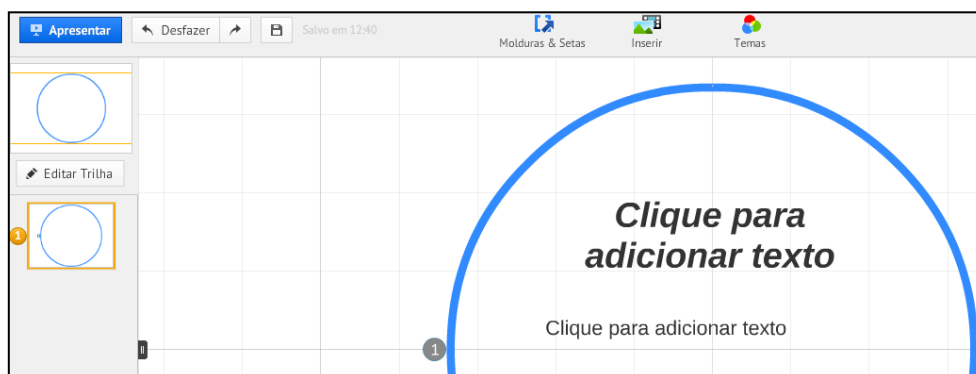 Apresentar Desfazer Salvo em 12:40
Molduras & Setas Inserir Temas
Editar Trilha
1
Clique para
adicionar texto
Clique para adicionar texto
1